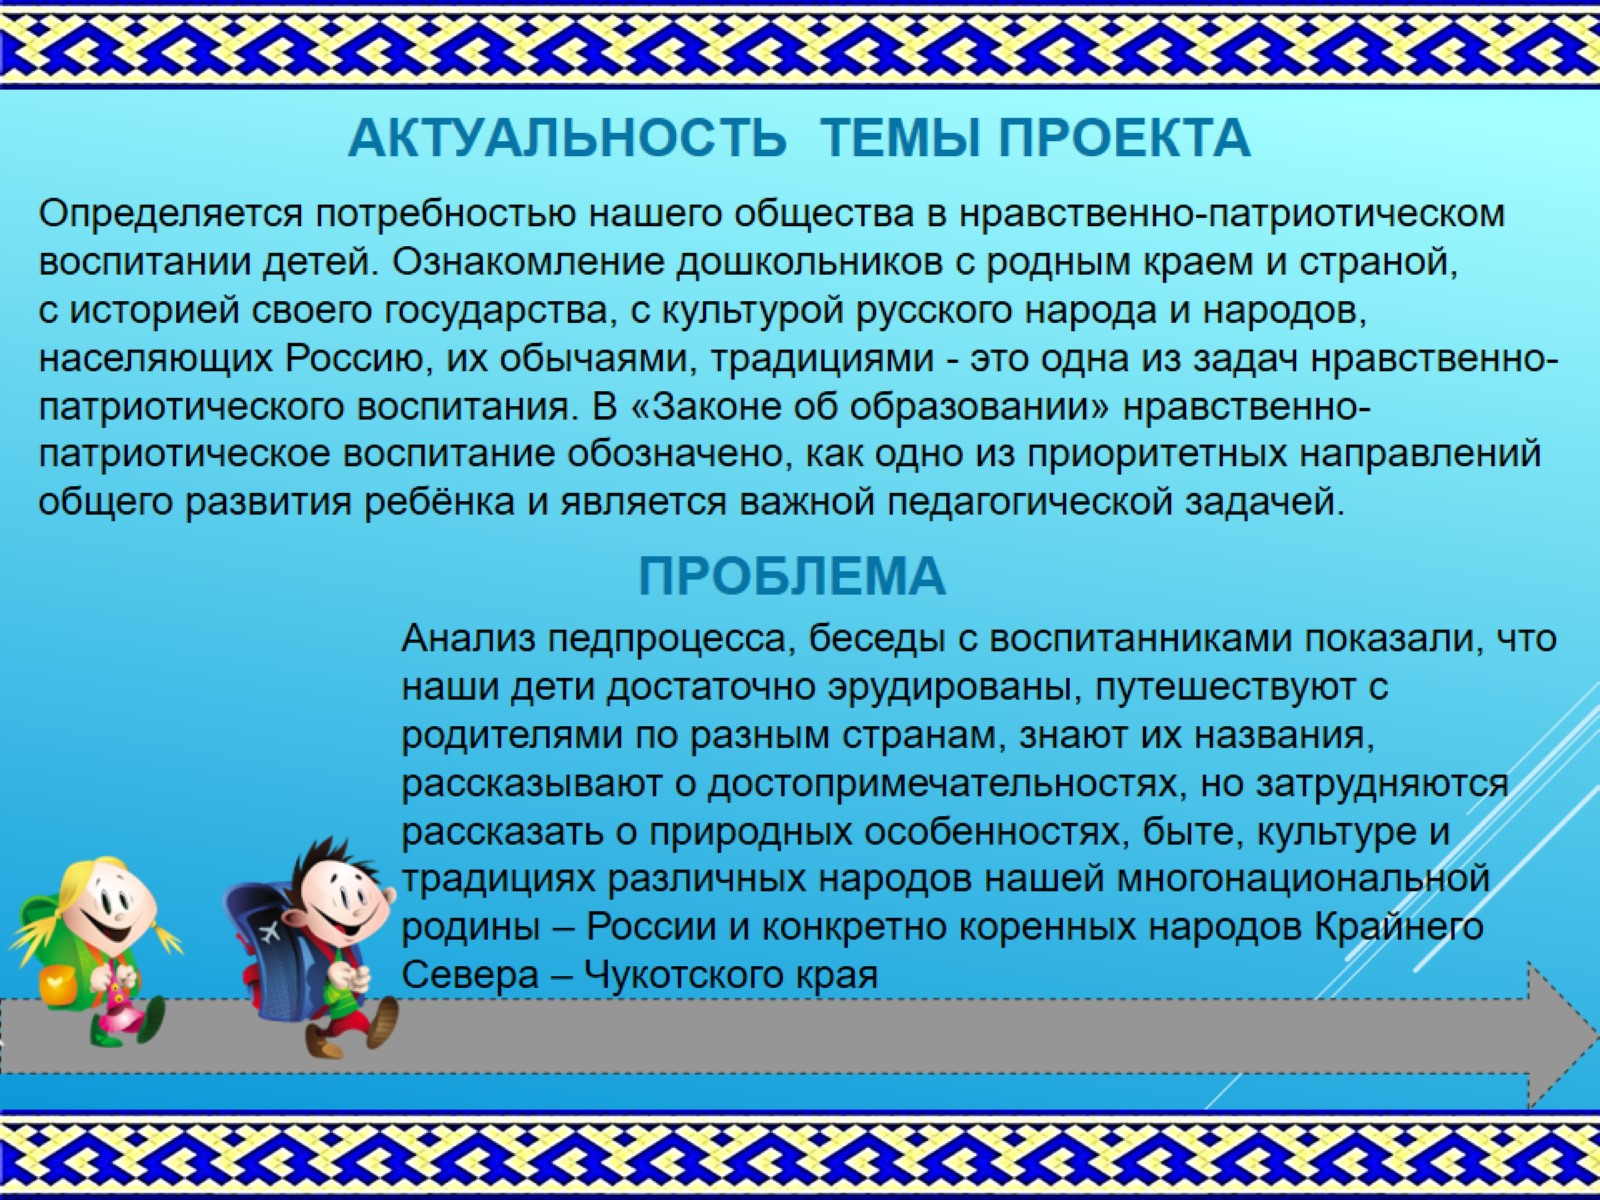 АКТУАЛЬНОСТЬ ТЕМЫ ПРОЕКТА
Определяется потребностью нашего общества в нравственно-патриотическом
воспитании детей. Ознакомление дошкольников с родным краем и страной,
с историей своего государства, с культурой русского народа и народов,
населяющих Россию, их обычаями, традициями - это одна из задач нравственно-
патриотического воспитания. В «Законе об образовании» нравственно-
патриотическое воспитание обозначено, как одно из приоритетных направлений
общего развития ребёнка и является важной педагогической задачей.
ПРОБЛЕМА
Анализ педпроцесса, беседы с воспитанниками показали, что
наши дети достаточно эрудированы, путешествуют с
родителями по разным странам, знают их названия,
рассказывают о достопримечательностях, но затрудняются
рассказать о природных особенностях, быте, культуре и
традициях различных народов нашей многонациональной
родины – России и конкретно коренных народов Крайнего
Севера – Чукотского края